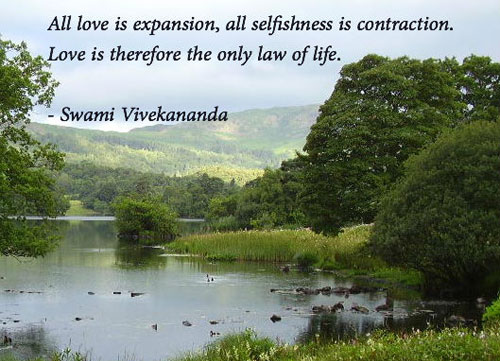 All love is expansion, all selfishness is contraction.
Love is therefore the only law of life.
- Swami Vivekananda